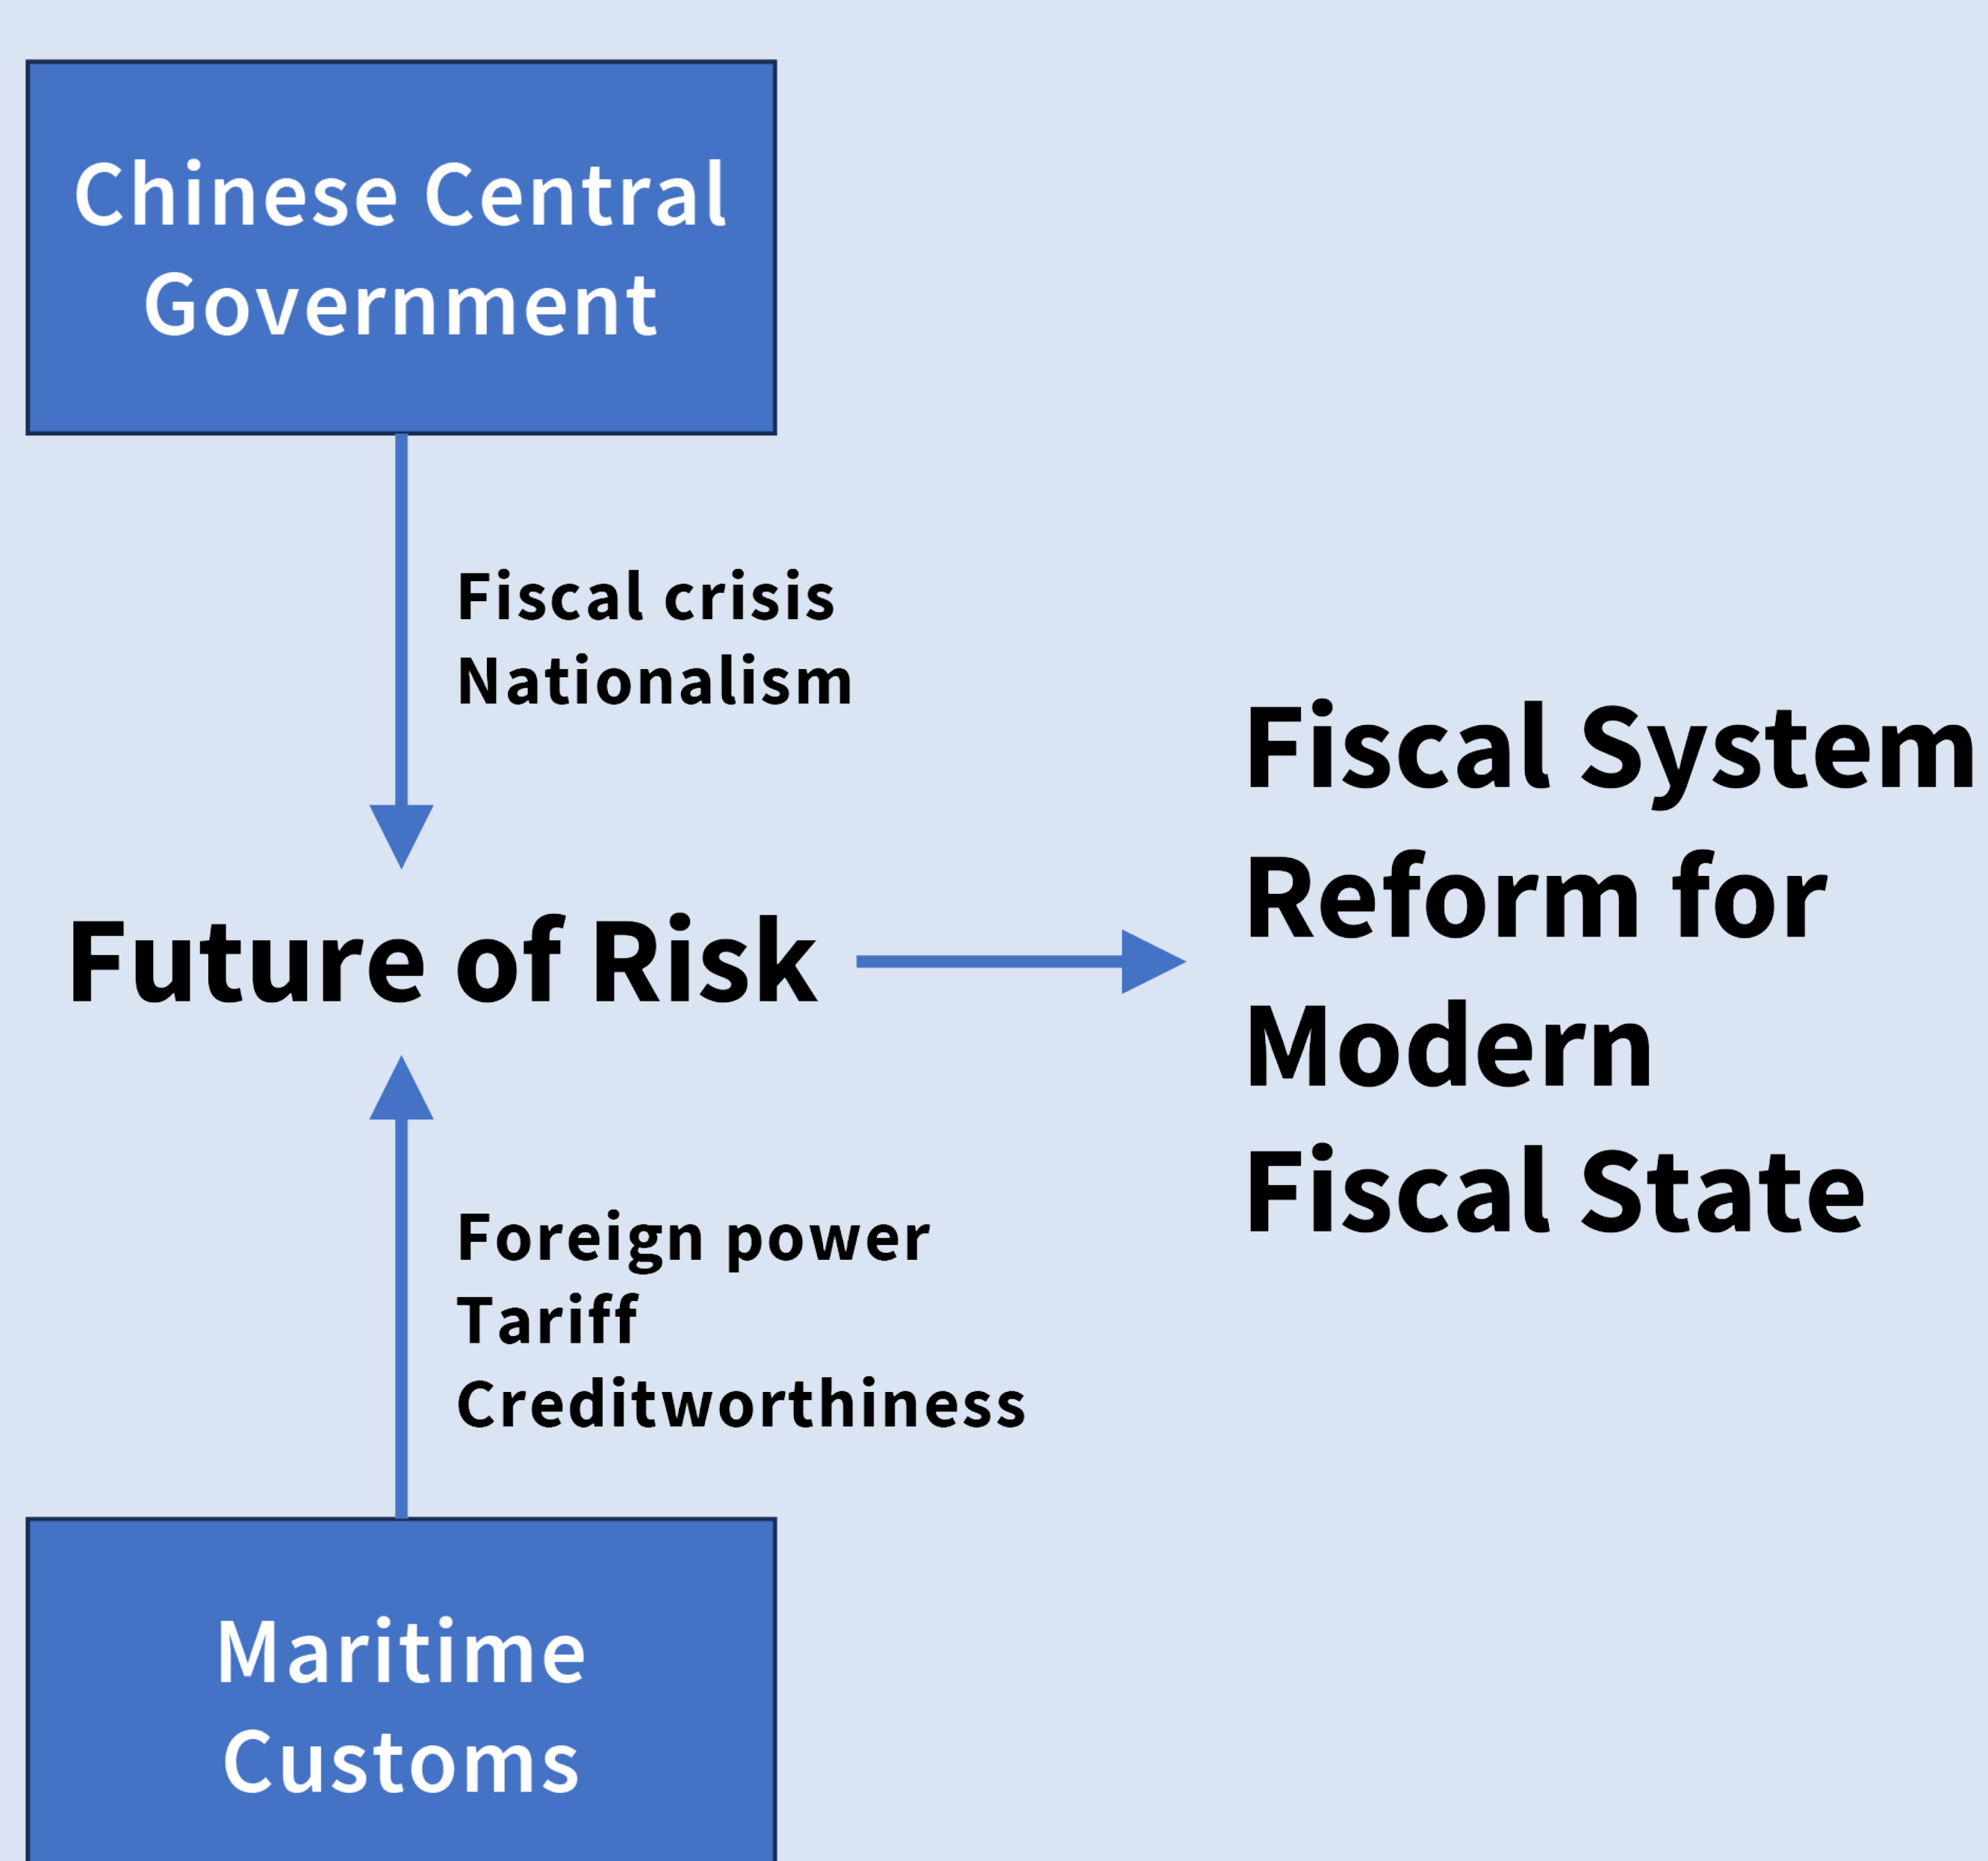 Chinese Central
Government
Fiscal crisis
Nationalism
Future of Risk
Fiscal System
Reform for
Modern
Fiscal State
Foreign power
Tariff
Creditworthiness
Maritime
Customs